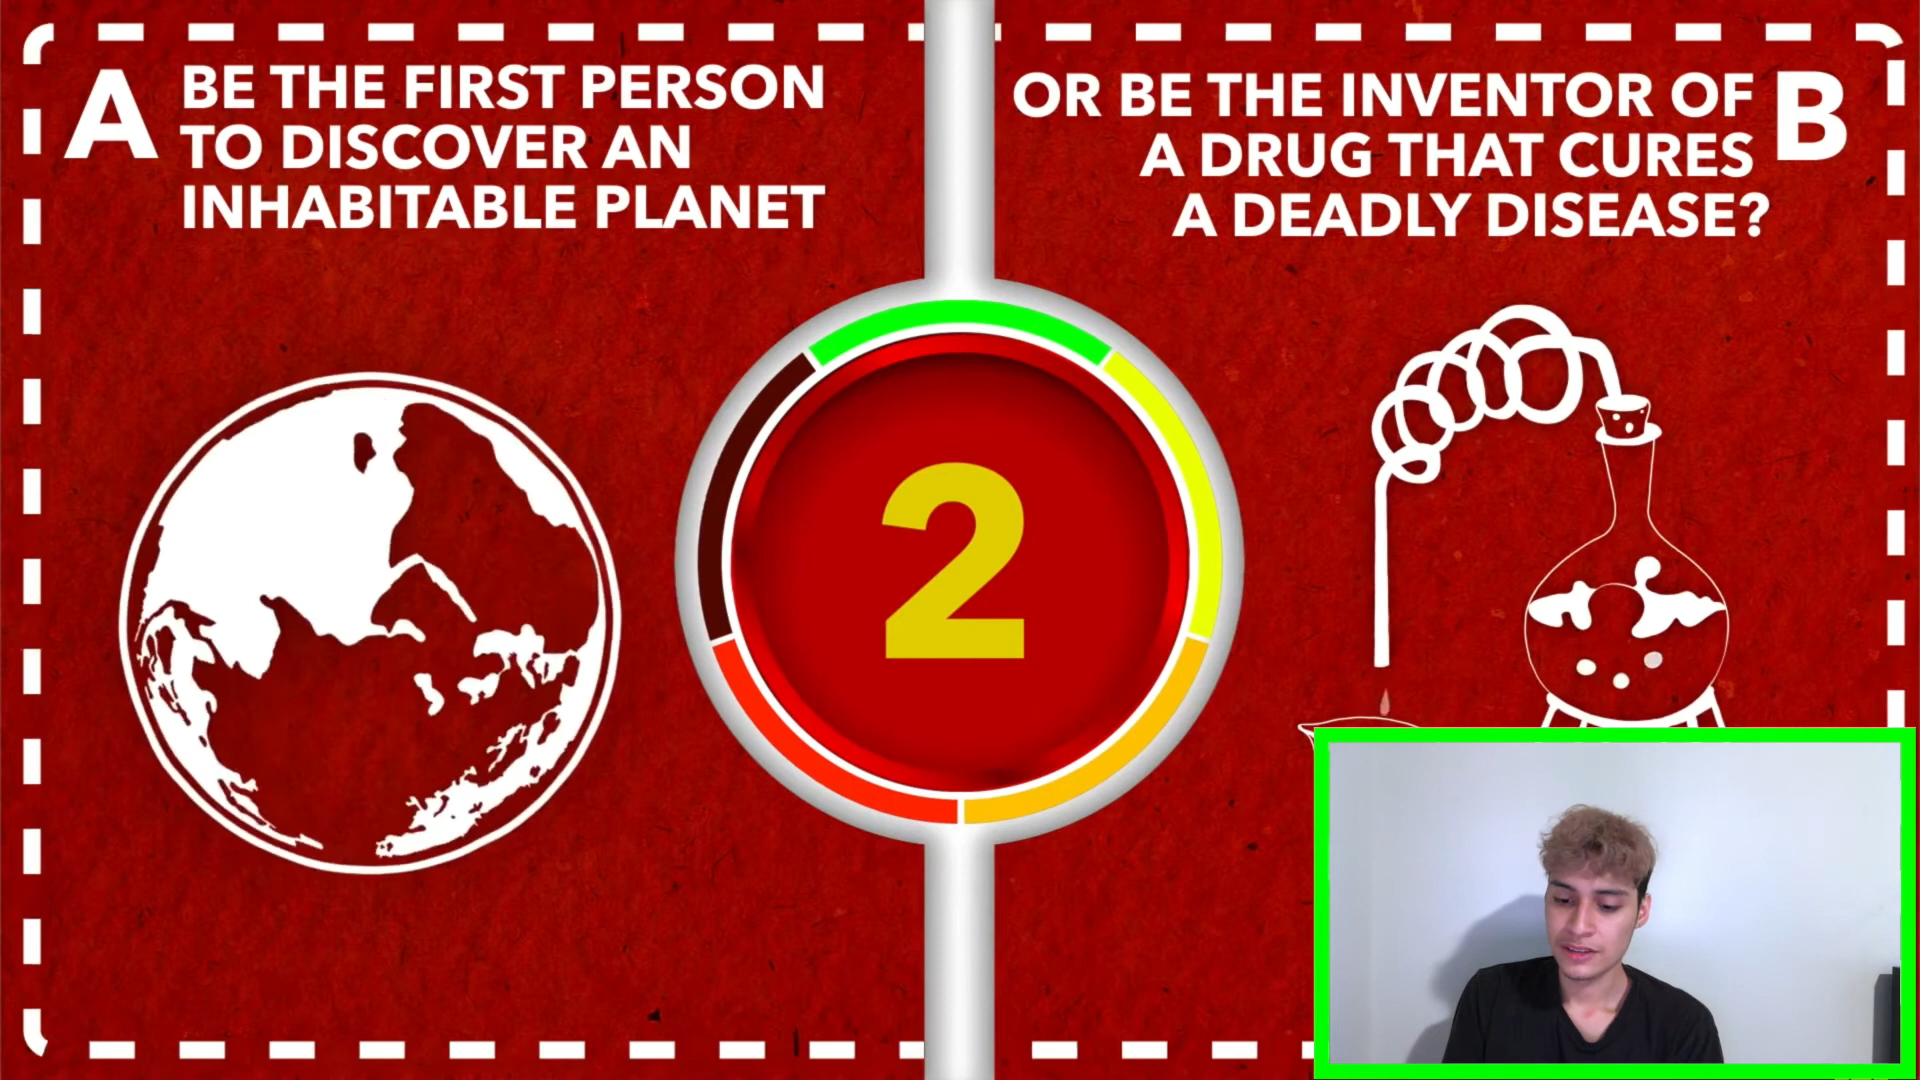 A
BE THE FIRST PERSON
TO DISCOVER AN
INHABITABLE PLANET
OR BE THE INVENTOR OF
A DRUG THAT CURES
A DEADLY DISEASE?
B
2